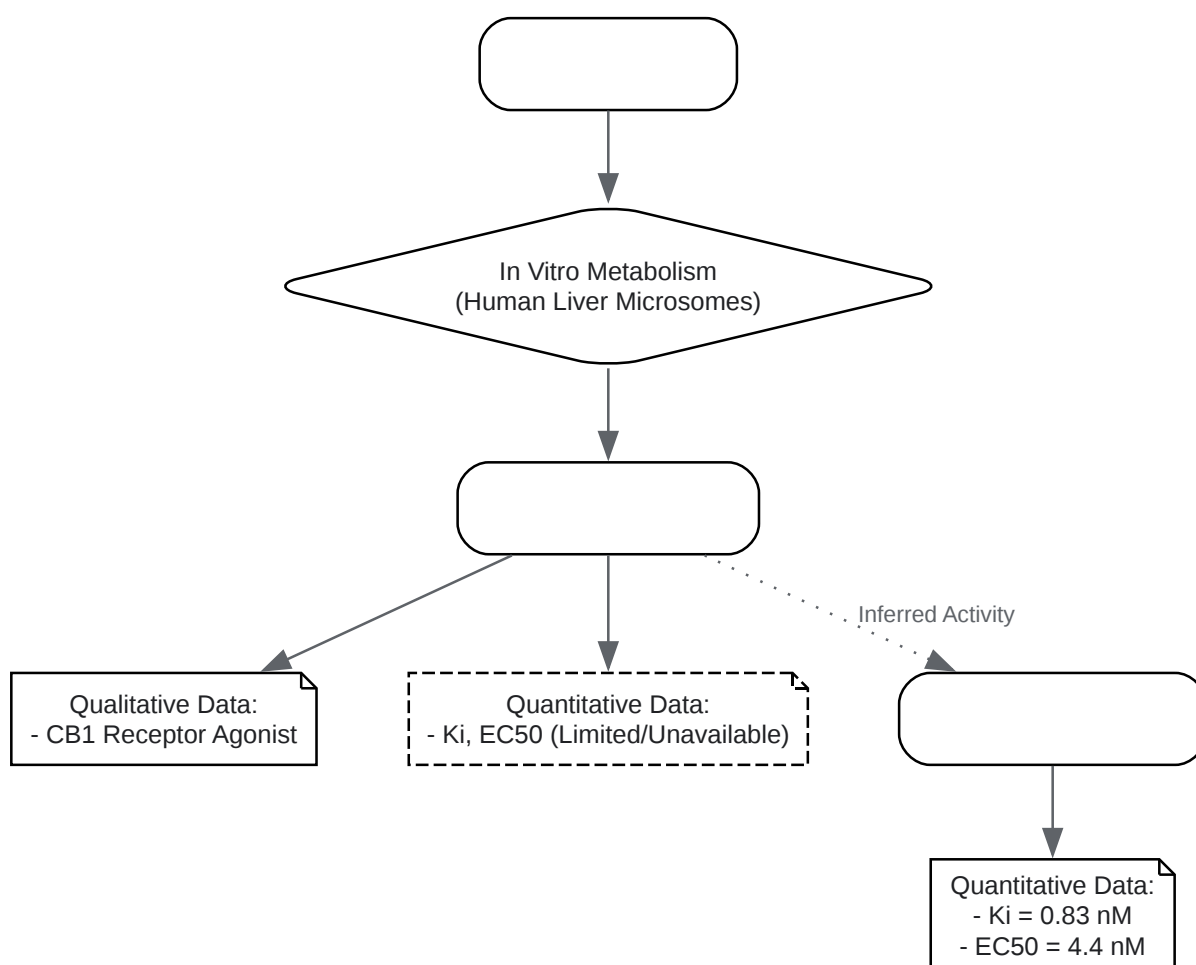 In Vitro Metabolism
(Human Liver Microsomes)
Inferred Activity
Qualitative Data:
- CB1 Receptor Agonist
Quantitative Data:
- Ki, EC50 (Limited/Unavailable)
Quantitative Data:
- Ki = 0.83 nM
- EC50 = 4.4 nM